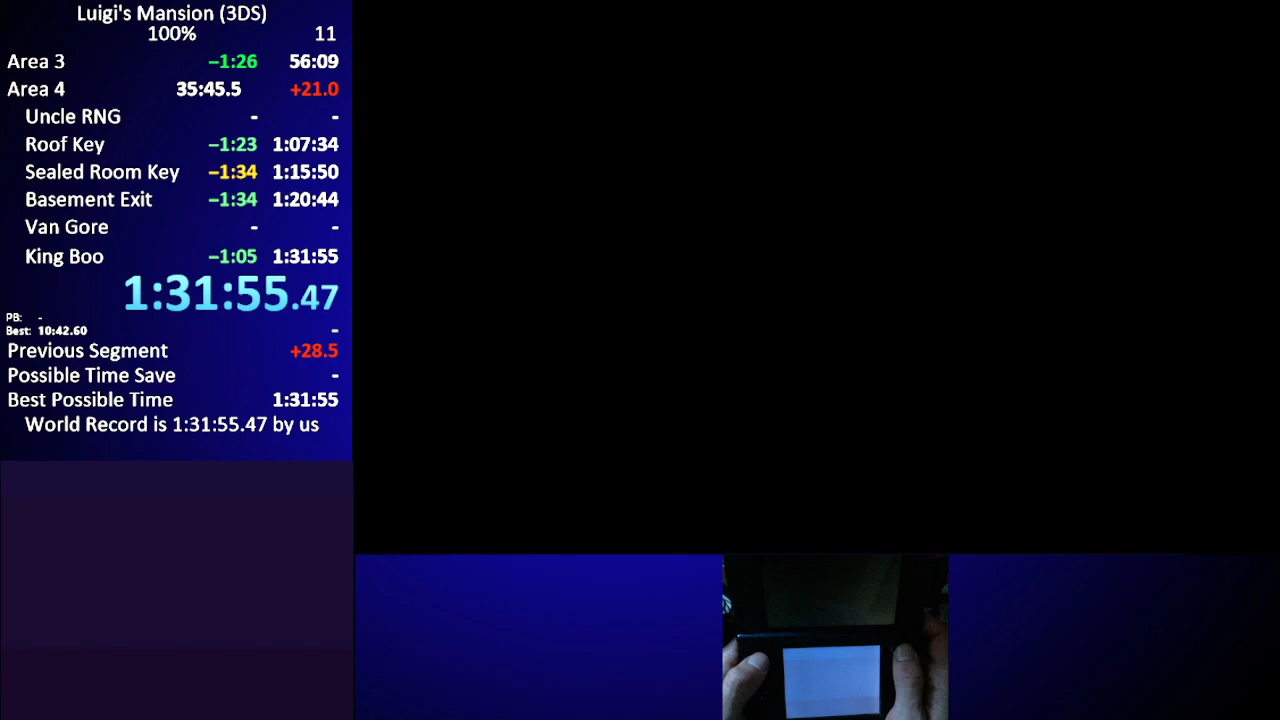 Luigi's Mansion (3DS)
100% 11
Area 3 −1:26 56:09
Area 4 35:45.5 +21.0
Uncle RNG - -
Roof Key −1:23 1:07:34
Sealed Room Key −1:34 1:15:50
Basement Exit −1:34 1:20:44
Van Gore - -
King Boo −1:05 1:31:55
1:31:55.47
PB: -
Best: 10:42.60 -
Previous Segment +28.5
Possible Time Save -
Best Possible Time 1:31:55
World Record is 1:31:55.47 by us